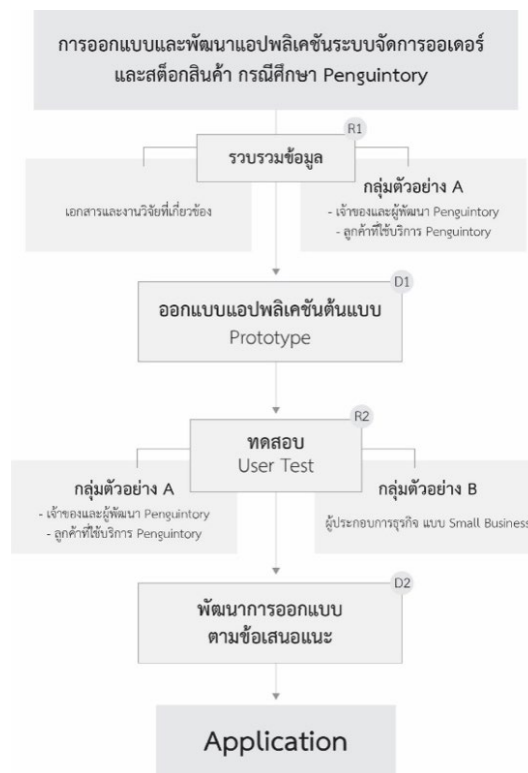 การออกแบบและพัฒนาแอปพลิเคชันระบบจัดการออเดอร์
และสต็อกสินค้า กรณีศึกษา Penguintory
R1
รวบรวมข้อมูล
เอกสารและงานวิจัยที่เกี่ยวข้อง
กลุ่มตัวอย่าง A
- เจ้าของและผู้พัฒนา Penguintory
- ลูกค้าที่ใช้บริการ Penguintory
D1
ออกแบบแอปพลิเคชันต้นแบบ
Prototype
R2
ทดสอบ
User Test
กลุ่มตัวอย่าง A
- เจ้าของและผู้พัฒนา Penguintory
- ลูกค้าที่ใช้บริการ Penguintory
กลุ่มตัวอย่าง B
ผู้ประกอบการธุรกิจ แบบ Small Business
D2
พัฒนาการออกแบบ
ตามข้อเสนอแนะ
Application